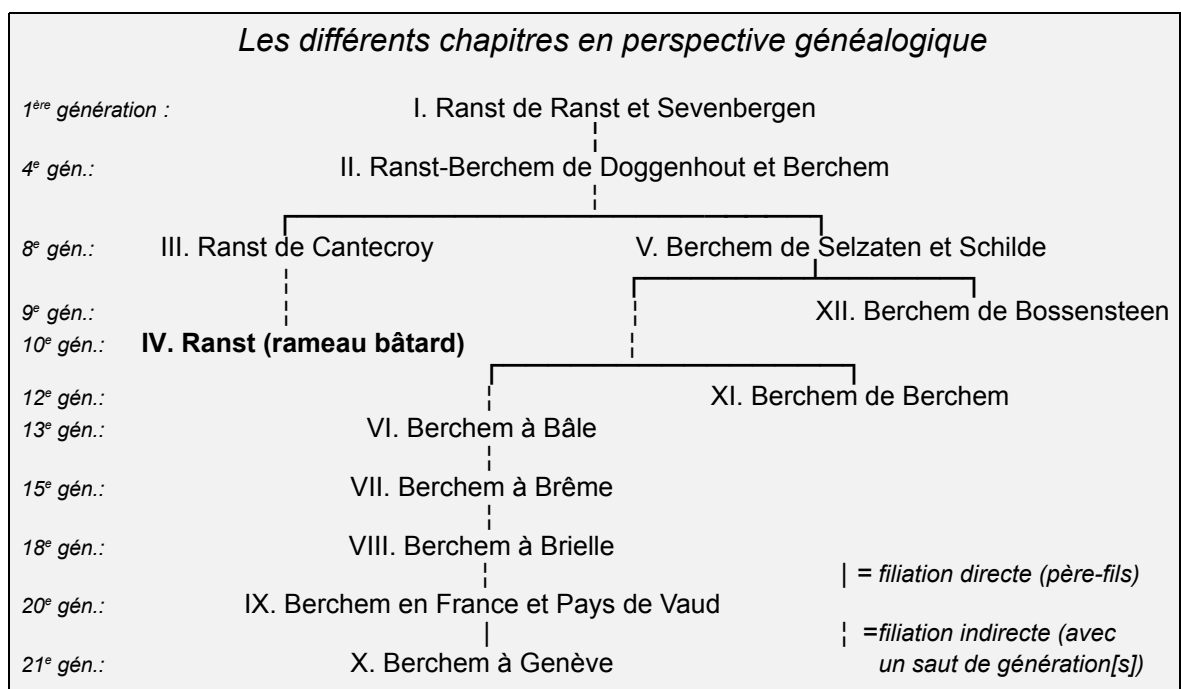 Les différents chapitres en perspective généalogique
1ère génération : I. Ranst de Ranst et Sevenbergen
4e gén.: II. Ranst-Berchem de Doggenhout et Berchem
8e gén.: III. Ranst de Cantecroy V. Berchem de Selzaten et Schilde
9e gén.: XII. Berchem de Bossensteen
10e gén.: IV. Ranst (rameau bâtard)
12e gén.: XI. Berchem de Berchem
13e gén.: VI. Berchem à Bâle
15e gén.: VII. Berchem à Brême
18e gén.: VIII. Berchem à Brielle
| = filiation directe (père-fils)
20e gén.: IX. Berchem en France et Pays de Vaud
¦ =filiation indirecte (avec
21e gén.: X. Berchem à Genève un saut de génération[s])